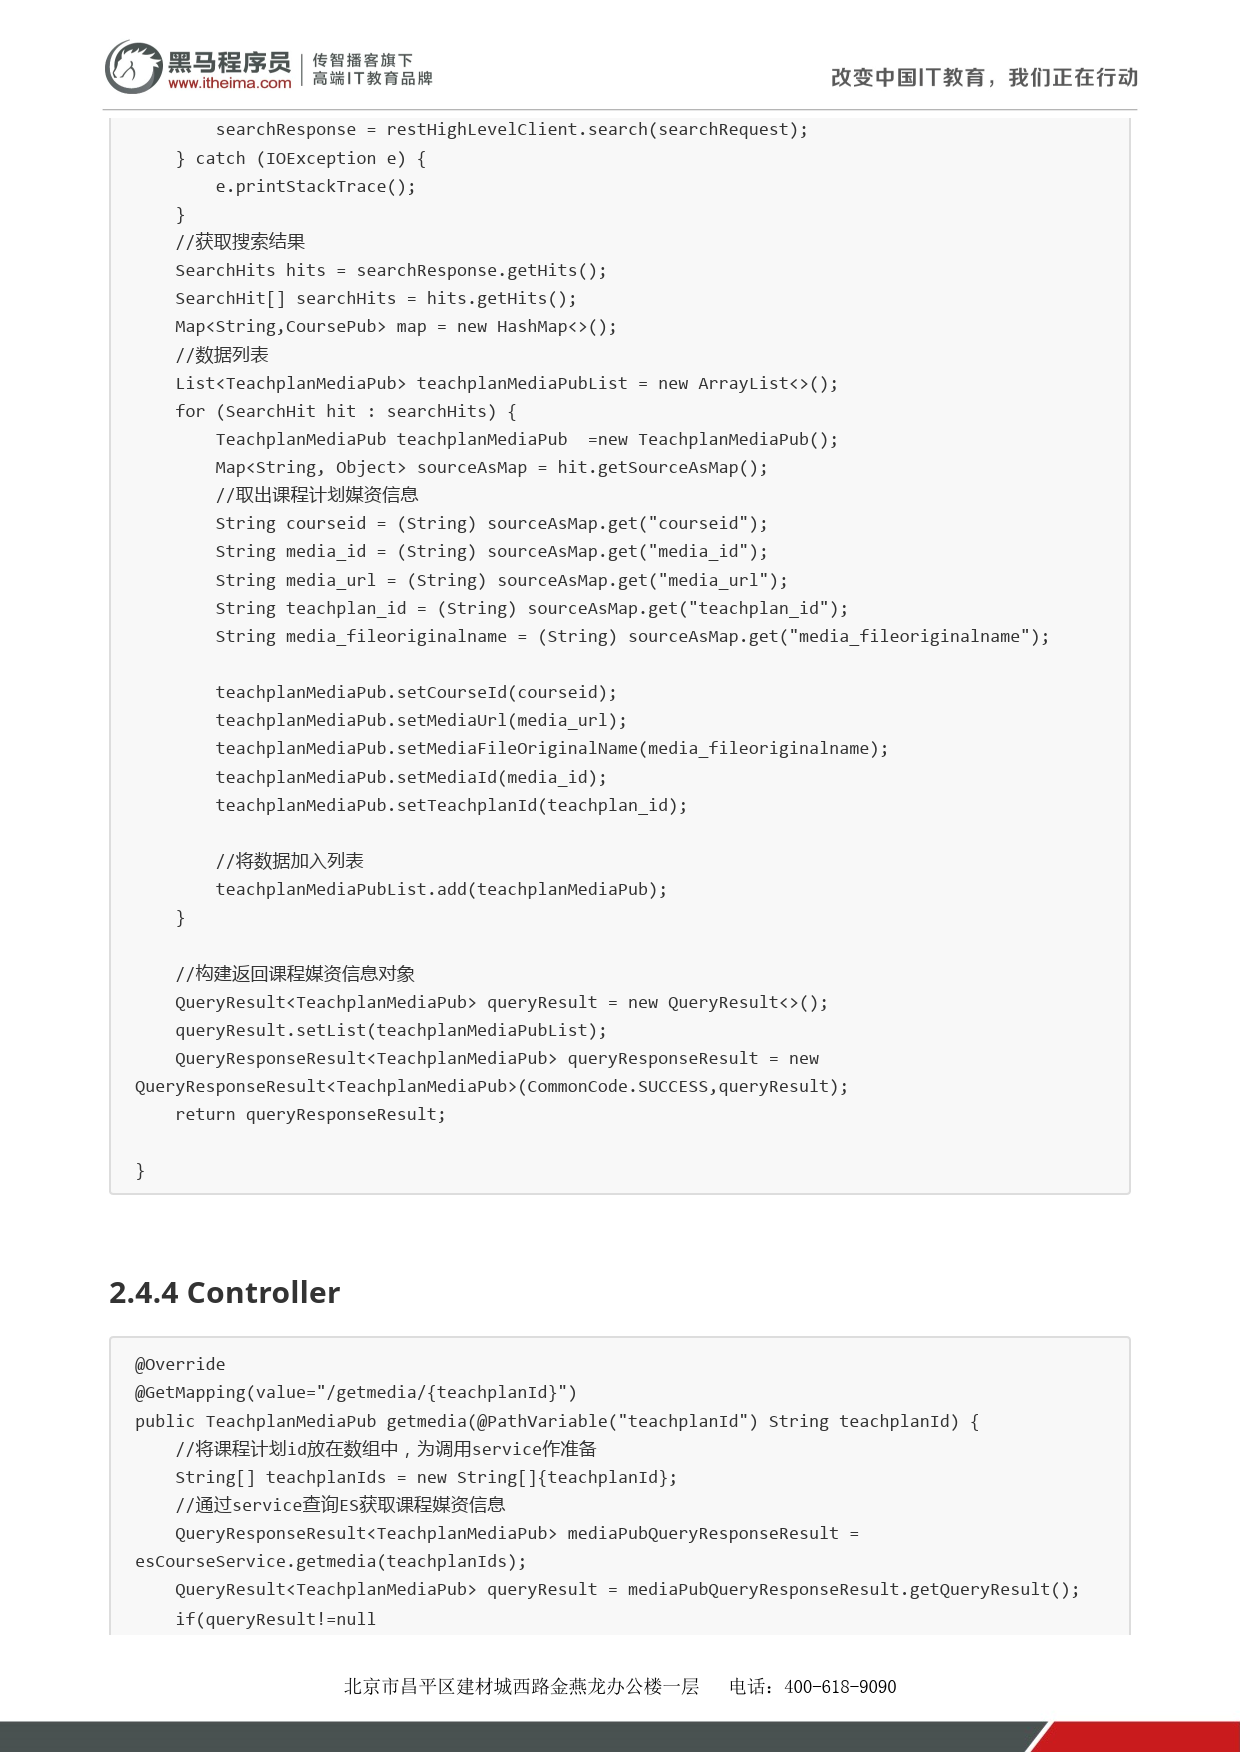 黑马程序员
www.itheima.com
传智播客旗下
高端IT教育品牌
改变中国IT教育，我们正在行动
        searchResponse = restHighLevelClient.search(searchRequest);
    } catch (IOException e) {
        e.printStackTrace();
    }
    //获取搜索结果
    SearchHits hits = searchResponse.getHits();
    SearchHit[] searchHits = hits.getHits();
    Map<String,CoursePub> map = new HashMap<>();
    //数据列表
    List<TeachplanMediaPub> teachplanMediaPubList = new ArrayList<>();
    for (SearchHit hit : searchHits) {
        TeachplanMediaPub teachplanMediaPub  =new TeachplanMediaPub();
        Map<String, Object> sourceAsMap = hit.getSourceAsMap();
        //取出课程计划媒资信息
        String courseid = (String) sourceAsMap.get("courseid");
        String media_id = (String) sourceAsMap.get("media_id");
        String media_url = (String) sourceAsMap.get("media_url");
        String teachplan_id = (String) sourceAsMap.get("teachplan_id");
        String media_fileoriginalname = (String) sourceAsMap.get("media_fileoriginalname");

        teachplanMediaPub.setCourseId(courseid);
        teachplanMediaPub.setMediaUrl(media_url);
        teachplanMediaPub.setMediaFileOriginalName(media_fileoriginalname);
        teachplanMediaPub.setMediaId(media_id);
        teachplanMediaPub.setTeachplanId(teachplan_id);

        //将数据加入列表
        teachplanMediaPubList.add(teachplanMediaPub);
    }

    //构建返回课程媒资信息对象
    QueryResult<TeachplanMediaPub> queryResult = new QueryResult<>();
    queryResult.setList(teachplanMediaPubList);
    QueryResponseResult<TeachplanMediaPub> queryResponseResult = new
QueryResponseResult<TeachplanMediaPub>(CommonCode.SUCCESS,queryResult);
    return queryResponseResult;

}
2.4.4 Controller
@Override
@GetMapping(value="/getmedia/{teachplanId}")
public TeachplanMediaPub getmedia(@PathVariable("teachplanId") String teachplanId) {
    //将课程计划id放在数组中，为调用service作准备
    String[] teachplanIds = new String[]{teachplanId};
    //通过service查询ES获取课程媒资信息
    QueryResponseResult<TeachplanMediaPub> mediaPubQueryResponseResult =
esCourseService.getmedia(teachplanIds);
    QueryResult<TeachplanMediaPub> queryResult = mediaPubQueryResponseResult.getQueryResult();
    if(queryResult!=null
北京市昌平区建材城西路金燕龙办公楼一层  电话：400-618-9090